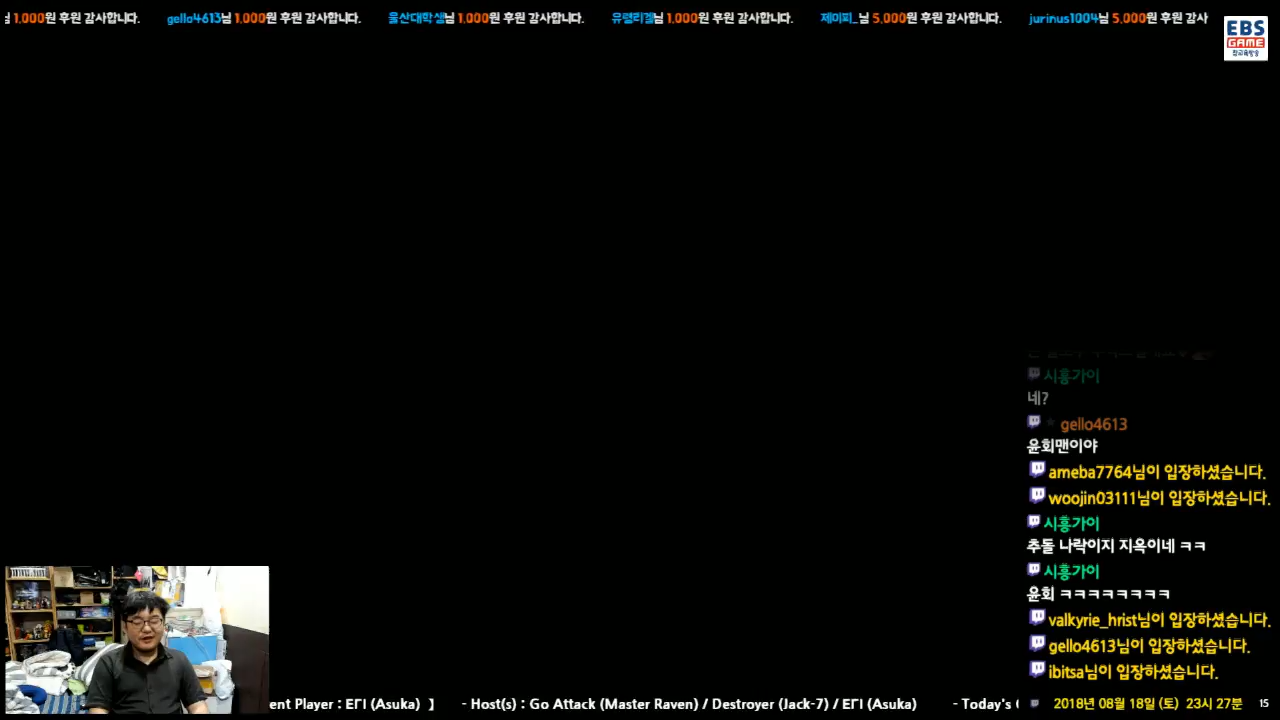 님 1,000원 후원 감사합니다. gello4613님 1,000원 후원 감사합니다. 울산대학생님 1,000원 후원 감사합니다. 유령리겔님 1,000원 후원 감사합니다. 제이피_님 5,000원 후원 감사합니다. jurinus1004님 5,000원 후원 감사
EBS
GAME
시흥가이
네?
gello4613
윤회맨이야
ameba7764님이 입장하셨습니다.
woojin03111님이 입장하셨습니다.
시흥가이
추돌 나락이지 지옥이네 ㅋㅋ
시흥가이
윤회 ㅋㅋㅋㅋㅋㅋㅋㅋ
valkyrie_hrist님이 입장하셨습니다.
gello4613님이 입장하셨습니다.
ibitsa님이 입장하셨습니다.
ent Player : EГI (Asuka) 】 - Host(s) : Go Attack (Master Raven) / Destroyer (Jack-7) / EГI (Asuka) - Today's
2018년 08월 18일 (토) 23시 27분 15